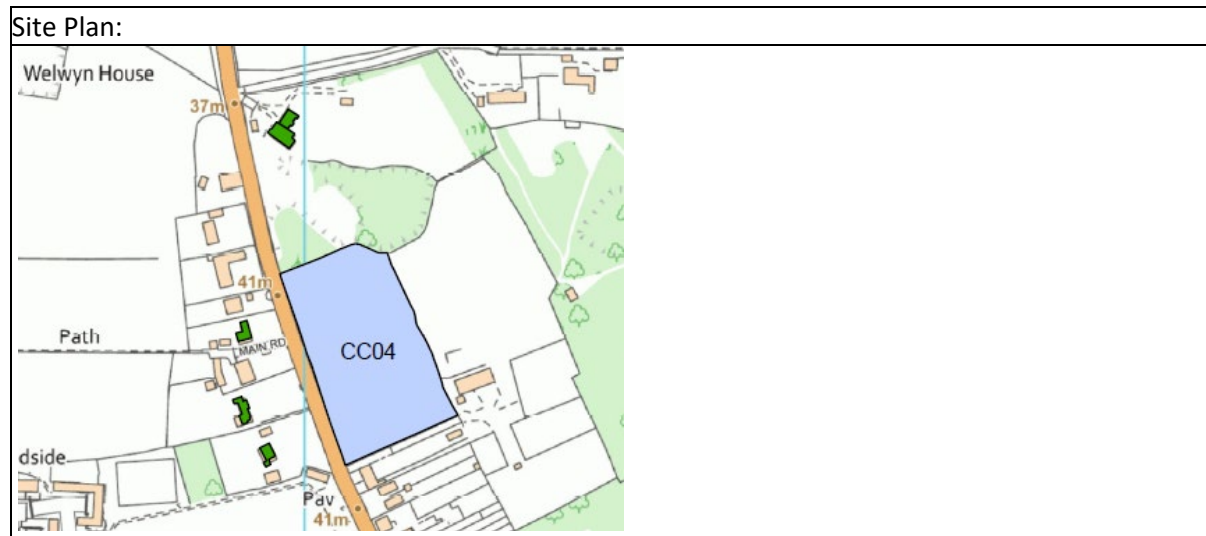 Site Plan:
Welwyn House
37m
41m
Path
MAIN RD
CC04
dside
Pav
41m